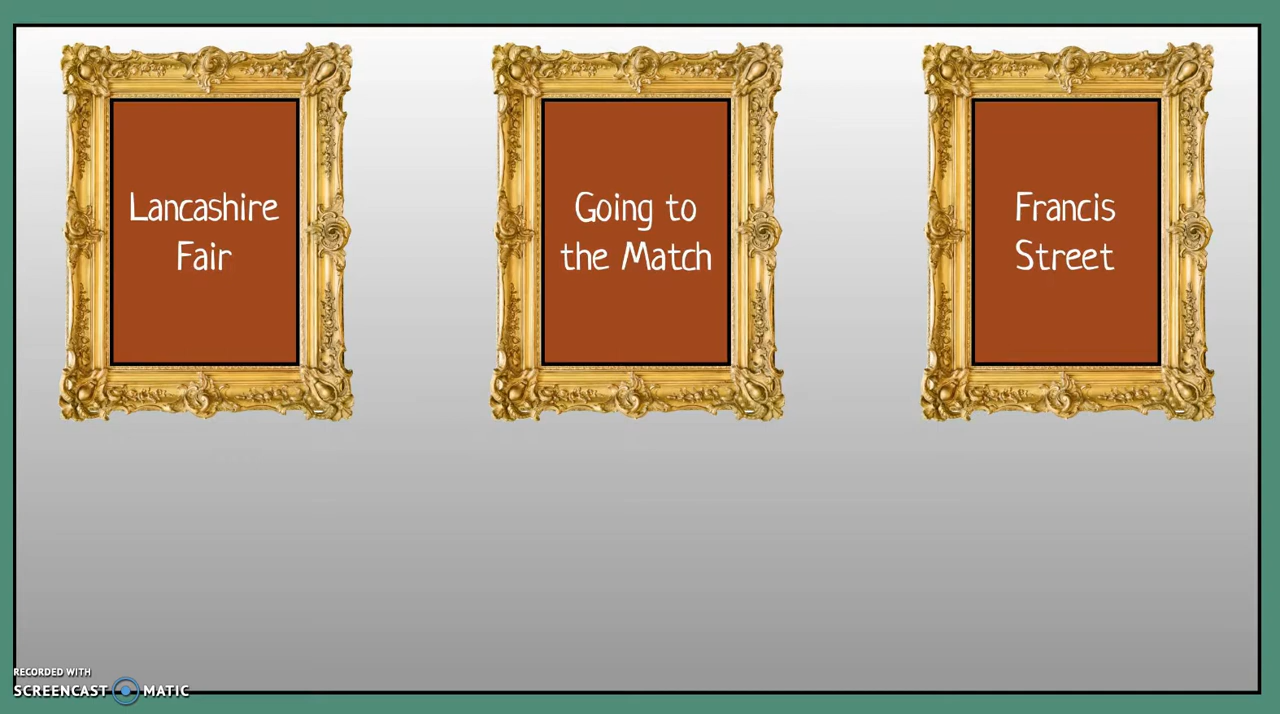 Lancashire
Fair
Going to
the Match
Francis
Street
RECORDED WITH
SCREENCAST MATIC